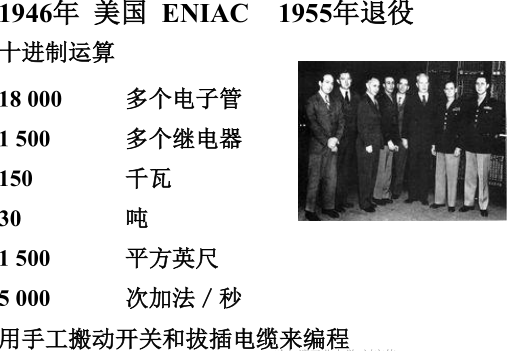 1946年 美国 ENIAC 1955年退役
十进制运算
18 000 多个电子管
1 500 多个继电器
150 千瓦
30 吨
1 500 平方英尺
5 000 次加法／秒
用手工搬动开关和拔插电缆来编程